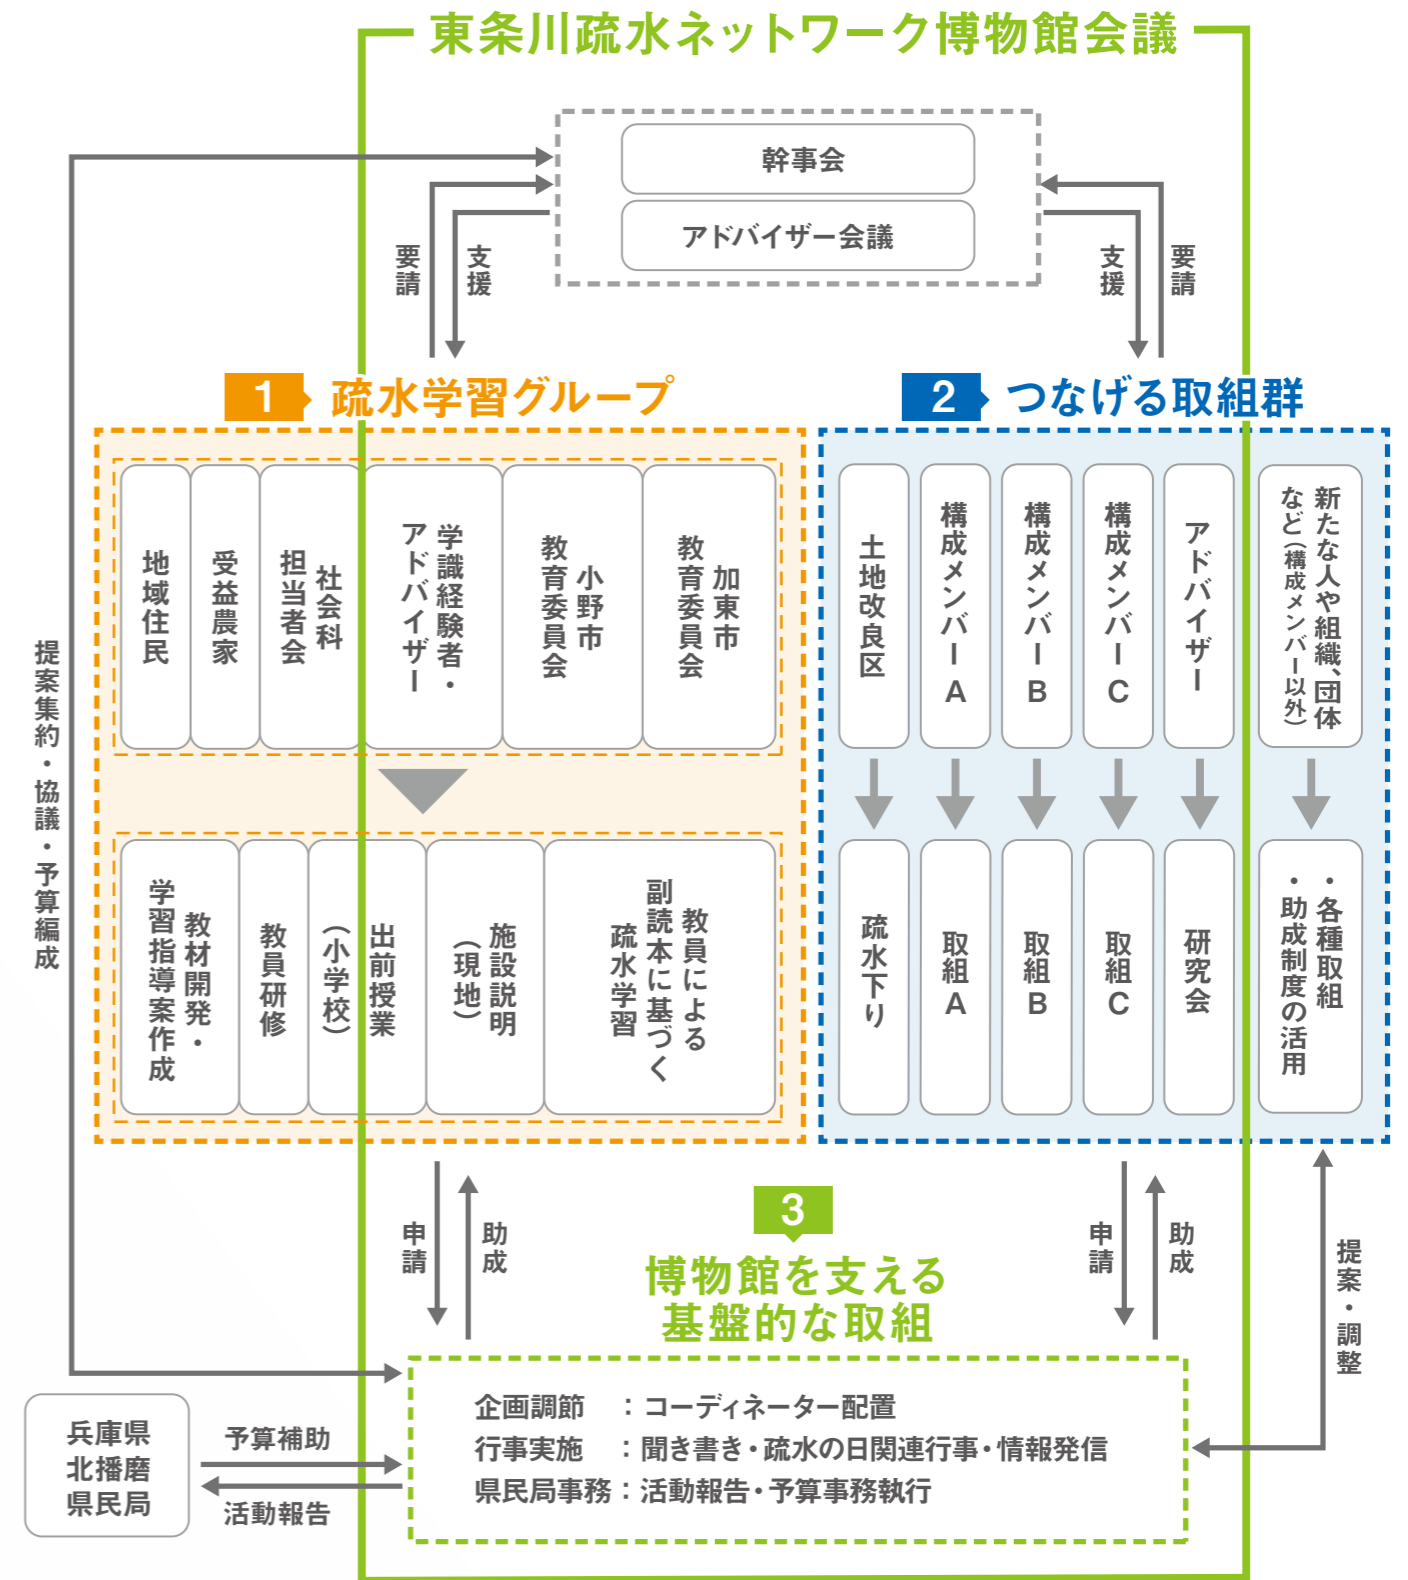 東条川疏水ネットワーク博物館会議
幹事会
アドバイザー会議
要請
支援
支援
要請
提案集約・協議・予算編成
1 疏水学習グループ
地域住民
受益農家
社会科
担当者会
学識経験者・
アドバイザー
小野市
教育委員会
加東市
教育委員会
教材開発・
学習指導案作成
教員研修
出前授業
（小学校）
施設説明
（現地）
教員による
副読本に基づく
疏水学習
2 つなげる取組群
土地改良区
構成メンバーA
構成メンバーB
構成メンバーC
アドバイザー
新たな人や組織、団体
など（構成メンバー以外）
疏水下り
取組A
取組B
取組C
研究会
・各種取組
・助成制度の活用
申請
助成
申請
助成
提案・調整
3
博物館を支える
基盤的な取組
企画調節　：コーディネーター配置
行事実施　：聞き書き・疏水の日関連行事・情報発信
県民局事務：活動報告・予算事務執行
兵庫県
北播磨
県民局
予算補助
活動報告